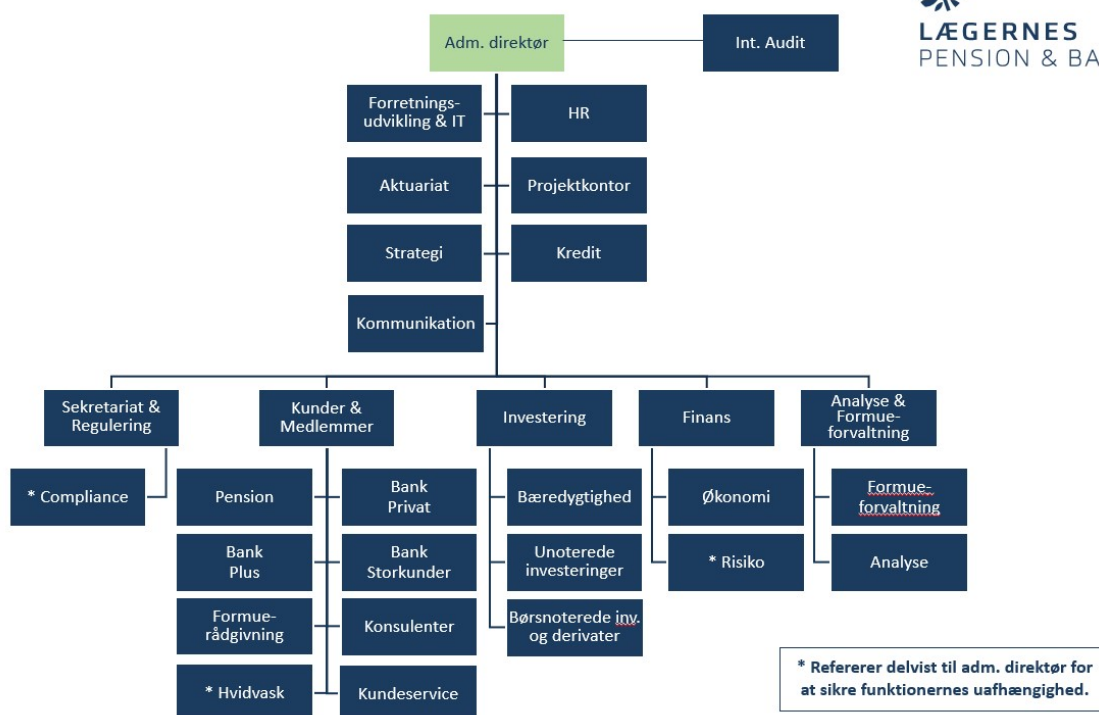 Adm. direktør
Int. Audit
LÆGERNES
PENSION & BA
Forretnings-
udvikling & IT
HR
Aktuariat
Projektkontor
Strategi
Kredit
Kommunikation
Sekretariat &
Regulering
Kunder &
Medlemmer
Investering
Finans
Analyse &
Formue-
forvaltning
* Compliance
Pension
Bank
Privat
Bæredygtighed
Økonomi
Formue-
forvaltning
Bank
Plus
Bank
Storkunder
Unoterede
investeringer
* Risiko
Analyse
Formue-
rådgivning
Konsulenter
Børsnoterede inv.
og derivater
* Hvidvask
Kundeservice
* Refererer delvist til adm. direktør for
at sikre funktionernes uafhængighed.